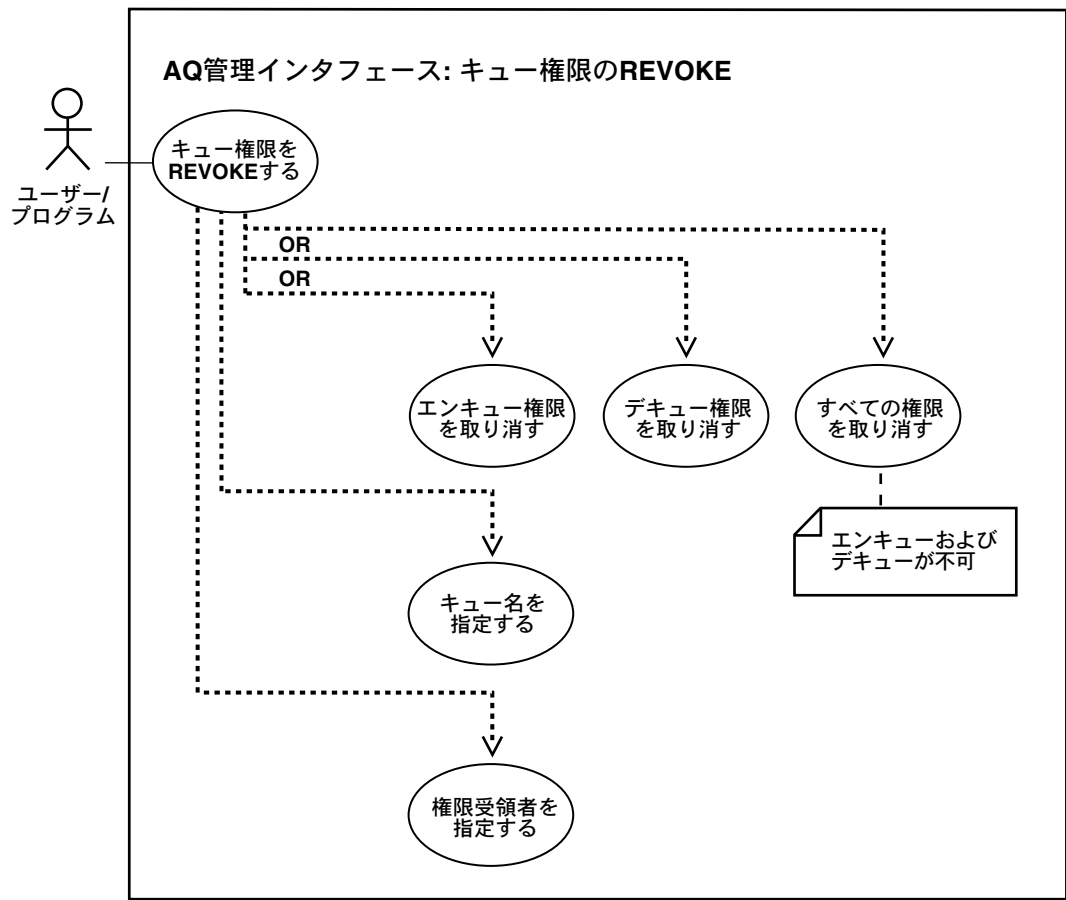 AQ管理インタフェース: キュー権限のREVOKE
キュー権限を
REVOKEする
ユーザー/
プログラム
OR
OR
エンキュー権限
を取り消す
デキュー権限
を取り消す
すべての権限
を取り消す
エンキューおよび
デキューが不可
キュー名を
指定する
権限受領者を
指定する